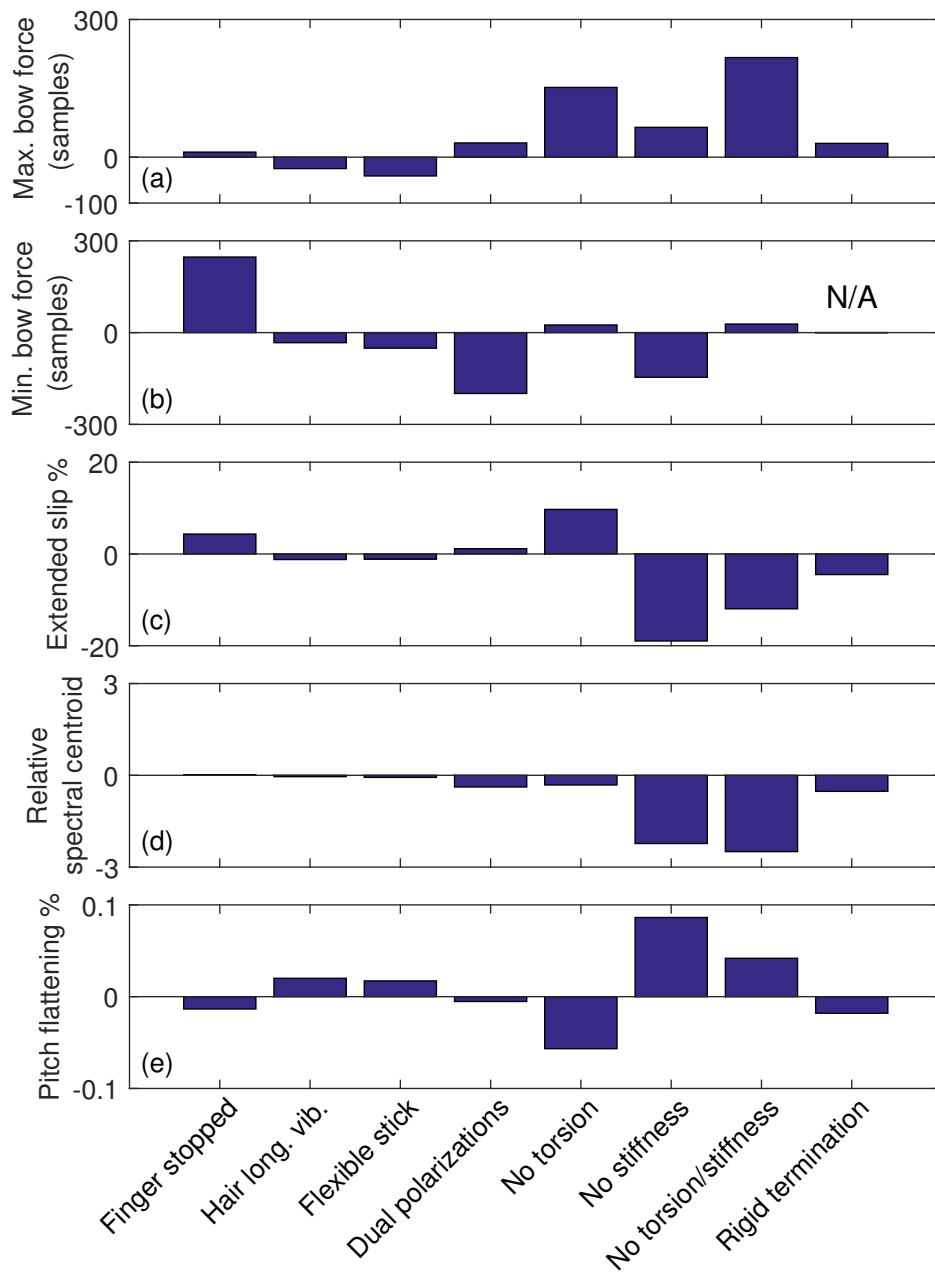 Max. bow force
(samples)
300
0
-100
(a)
Min. bow force
(samples)
300
0
-300
(b)
N/A
Extended slip %
20
0
-20
(c)
Relative
spectral centroid
3
0
-3
(d)
Pitch flattening %
0.1
0
-0.1
(e)
Finger stopped
Hair long. vib.
Flexible stick
Dual polarizations
No torsion
No stiffness
No torsion/stiffness
Rigid termination